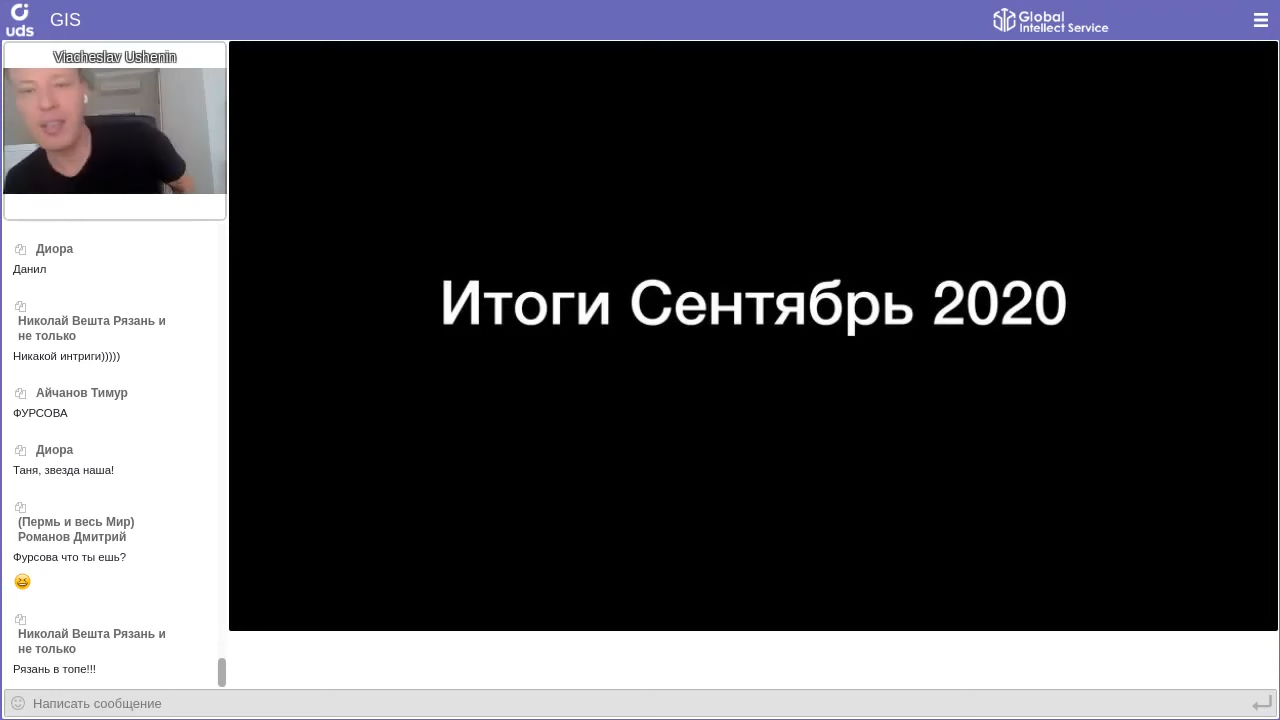 uds
GIS
Global
Intellect Service
Viacheslav Ushenin
Итоги Сентябрь 2020
Диора
Данил
Николай Вешта Рязань и
не только
Никакой интриги)))))
Айчанов Тимур
ФУРСОВА
Диора
Таня, звезда наша!
(Пермь и весь Мир)
Романов Дмитрий
Фурсова что ты ешь?
Николай Вешта Рязань и
не только
Рязань в топе!!!
Написать сообщение